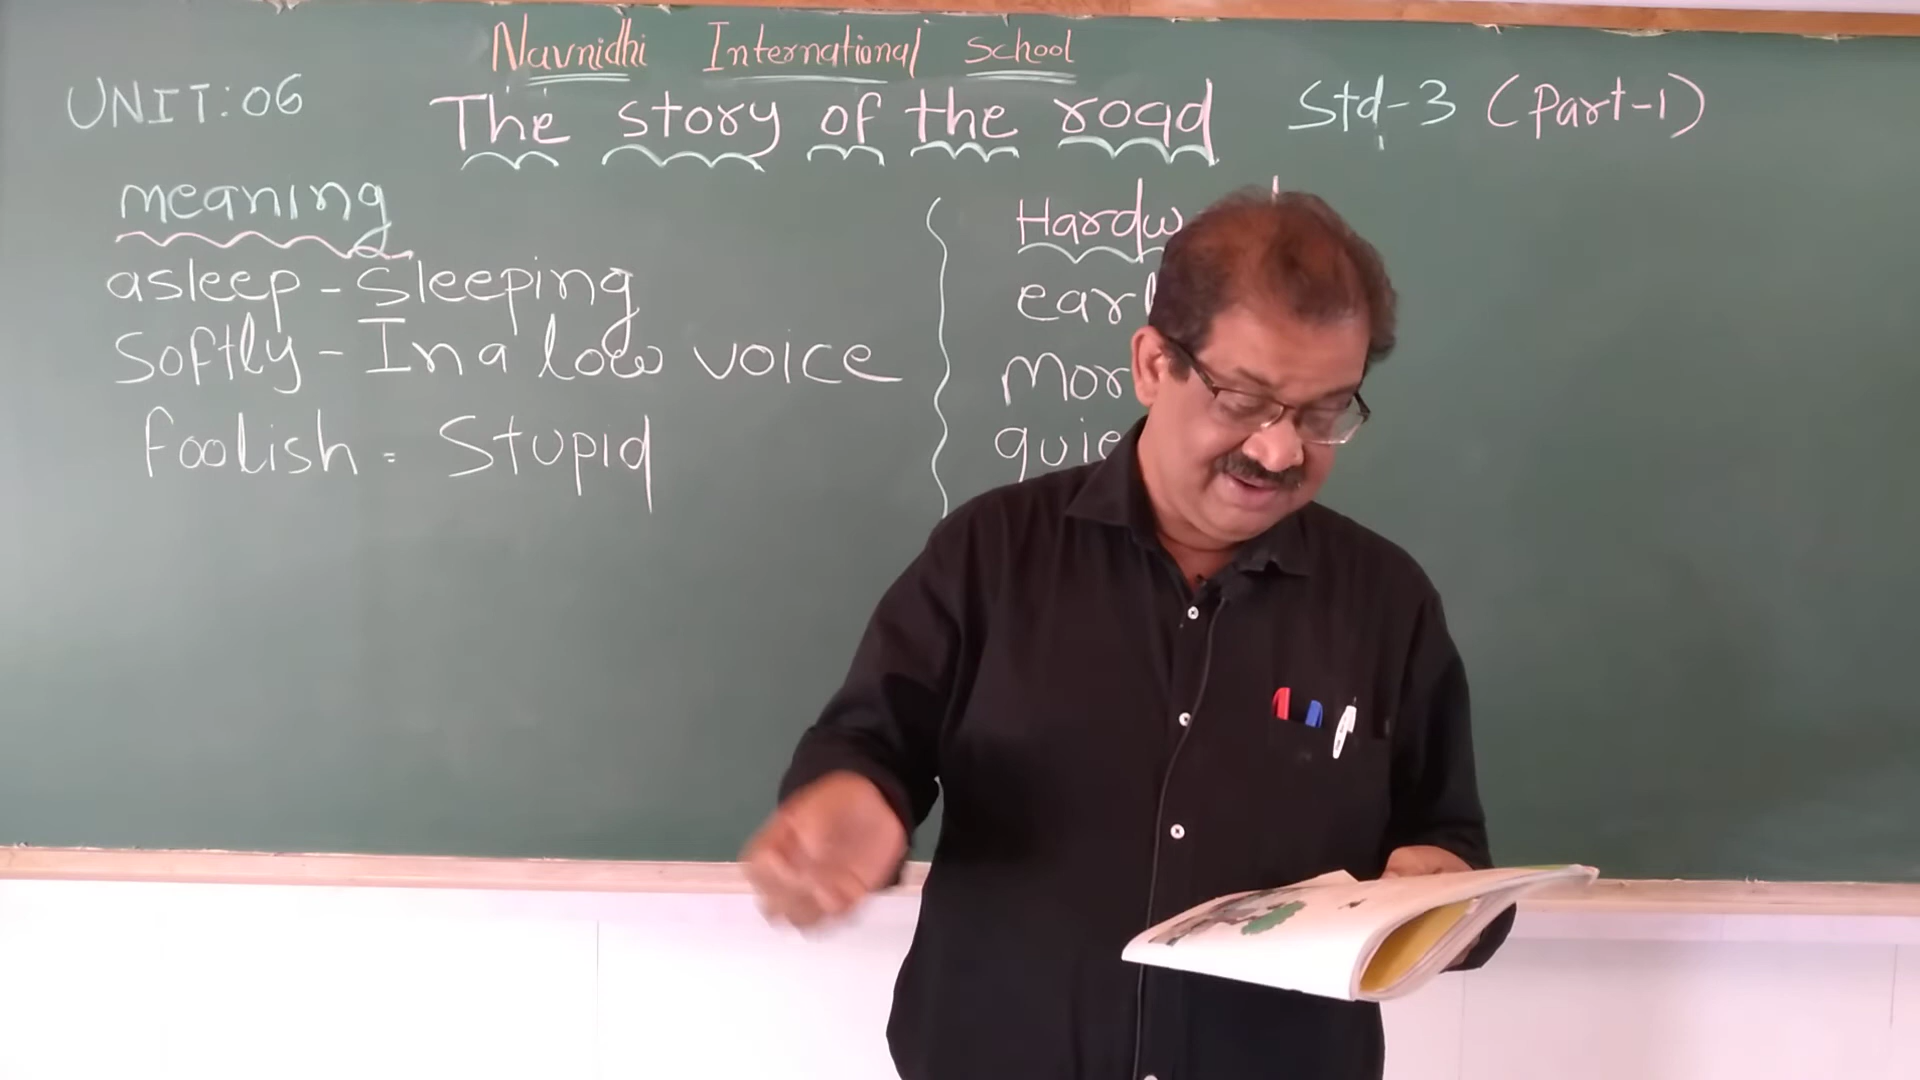 Navnidhi International School
UNIT:06 The story of the road Std-3 (Part-1)
meaning
asleep - Sleeping
Softly - In a low voice
foolish = Stupid